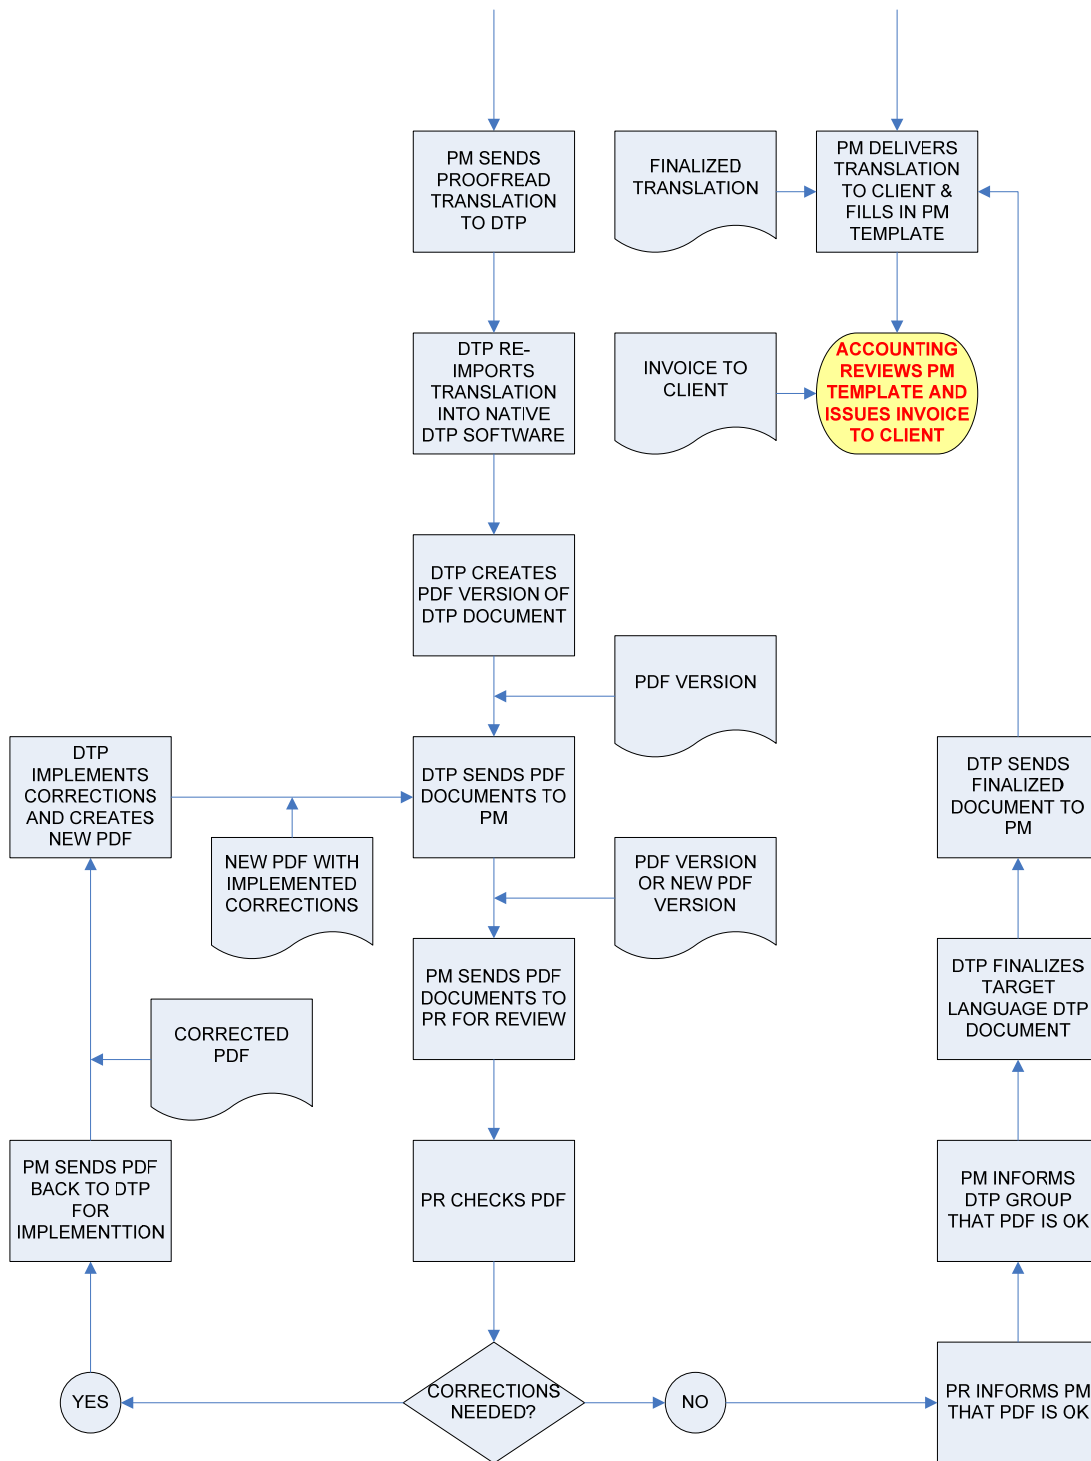 PM SENDS
PROOFREAD
TRANSLATION
TO DTP
FINALIZED
TRANSLATION
PM DELIVERS
TRANSLATION
TO CLIENT &
FILLS IN PM
TEMPLATE
DTP RE-
IMPORTS
TRANSLATION
INTO NATIVE
DTP SOFTWARE
INVOICE TO
CLIENT
ACCOUNTING
REVIEWS PM
TEMPLATE AND
ISSUES INVOICE
TO CLIENT
DTP CREATES
PDF VERSION OF
DTP DOCUMENT
PDF VERSION
DTP
IMPLEMENTS
CORRECTIONS
AND CREATES
NEW PDF
DTP SENDS PDF
DOCUMENTS TO
PM
DTP SENDS
FINALIZED
DOCUMENT TO
PM
NEW PDF WITH
IMPLEMENTED
CORRECTIONS
PDF VERSION
OR NEW PDF
VERSION
PM SENDS PDF
DOCUMENTS TO
PR FOR REVIEW
DTP FINALIZES
TARGET
LANGUAGE DTP
DOCUMENT
CORRECTED
PDF
PM SENDS PDF
BACK TO DTP
FOR
IMPLEMENTTION
PR CHECKS PDF
PM INFORMS
DTP GROUP
THAT PDF IS OK
YES
CORRECTIONS
NEEDED?
NO
PR INFORMS PM
THAT PDF IS OK